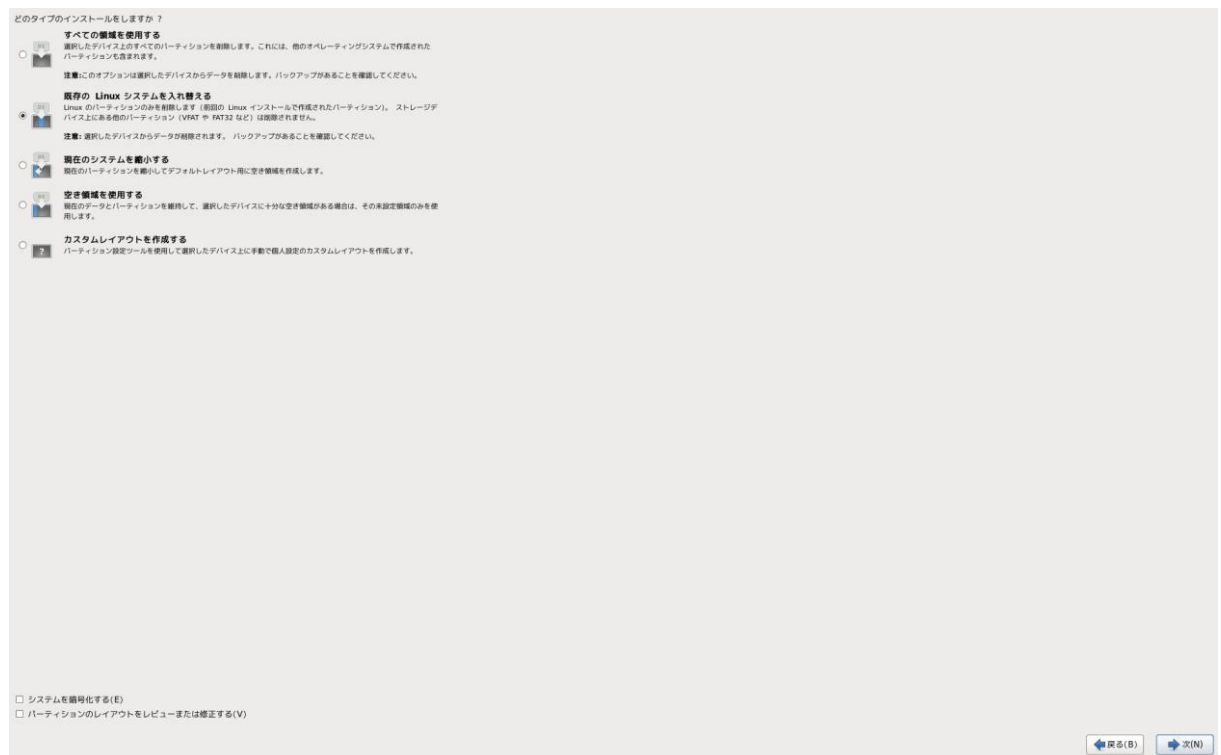 どのタイプのインストールをしますか ?
すべての領域を使用する
選択したデバイス上のすべてのパーティションを削除します。これには、他のオペレーティングシステムで作成された
パーティションも含まれます。
注意:このオプションは選択したデバイスからデータを削除します。バックアップがあることを確認してください。
既存の Linux システムを入れ替える
Linux のパーティションのみを削除します (前回の Linux インストールで作成されたパーティション)。 ストレージデ
バイス上にある他のパーティション (VFAT や FAT32 など) は削除されません。
注意: 選択したデバイスからデータが削除されます。 バックアップがあることを確認してください。
現在のシステムを縮小する
現在のパーティションを縮小してデフォルトレイアウト用に空き領域を作成します。
空き領域を使用する
現在のデータとパーティションを維持して、選択したデバイスに十分な空き領域がある場合は、その未設定領域のみを使
用します。
カスタムレイアウトを作成する
?
パーティション設定ツールを使用して選択したデバイス上に手動で個人設定のカスタムレイアウトを作成します。
システムを暗号化する(E)
パーティションのレイアウトをレビューまたは修正する(V)
戻る(B) 次(N)